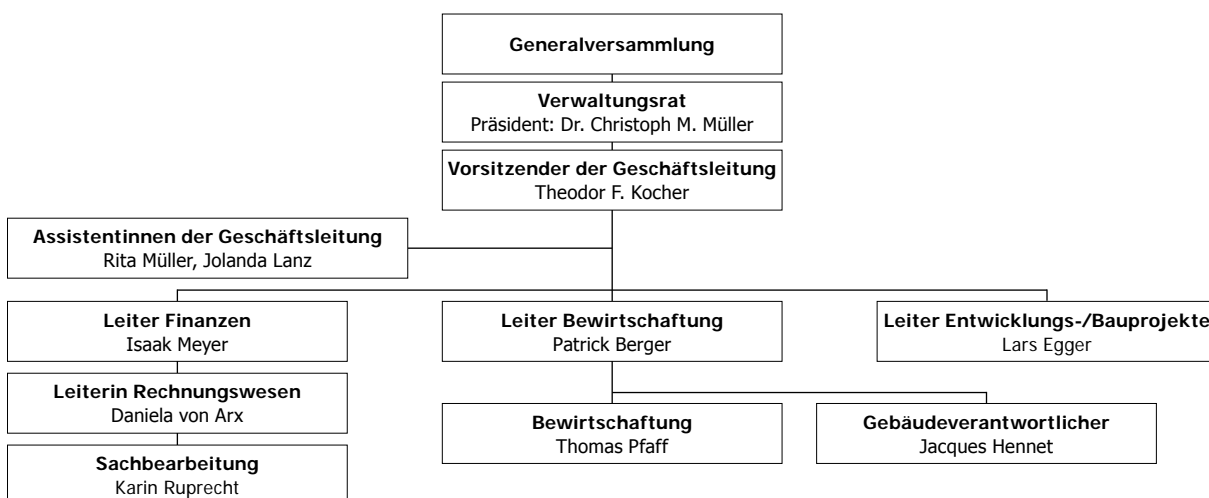 Generalversammlung
Verwaltungsrat
Präsident: Dr. Christoph M. Müller
Vorsitzender der Geschäftsleitung
Theodor F. Kocher
Assistentinnen der Geschäftsleitung
Rita Müller, Jolanda Lanz
Leiter Finanzen
Isaak Meyer
Leiter Bewirtschaftung
Patrick Berger
Leiter Entwicklungs-/Bauprojekte
Lars Egger
Leiterin Rechnungswesen
Daniela von Arx
Bewirtschaftung
Thomas Pfaff
Gebäudeverantwortlicher
Jacques Hennet
Sachbearbeitung
Karin Ruprecht